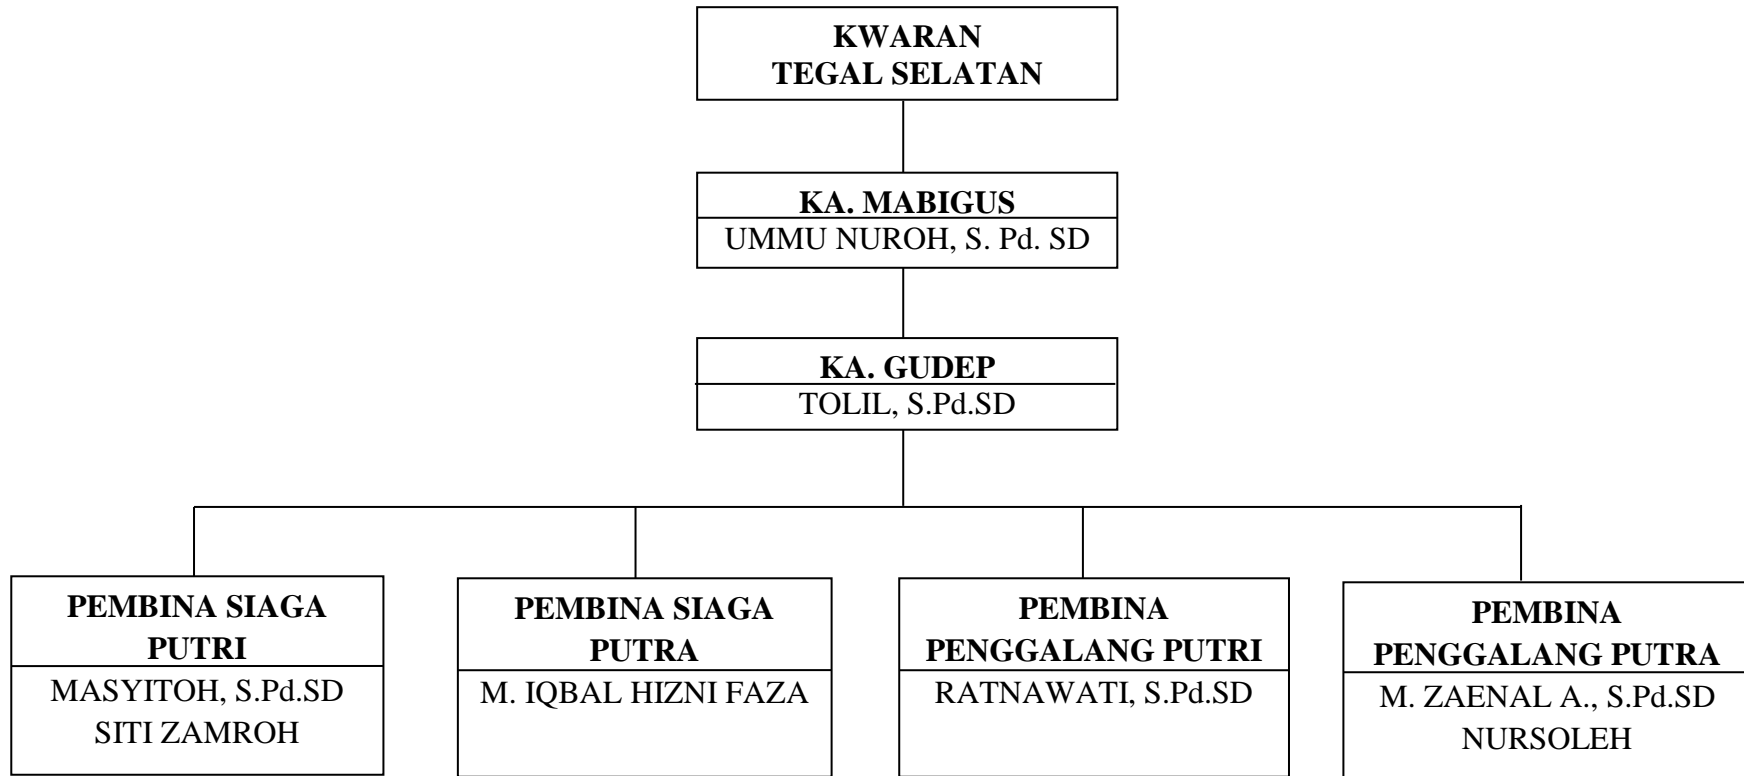 KWARAN
TEGAL SELATAN
KA. MABIGUS
UMMU NUROH, S. Pd. SD
KA. GUDEP
TOLIL, S.Pd.SD
PEMBINA SIAGA
PUTRI
MASYITOH, S.Pd.SD
SITI ZAMROH
PEMBINA SIAGA
PUTRA
M. IQBAL HIZNI FAZA
PEMBINA
PENGGALANG PUTRI
RATNAWATI, S.Pd.SD
PEMBINA
PENGGALANG PUTRA
M. ZAENAL A., S.Pd.SD
NURSOLEH